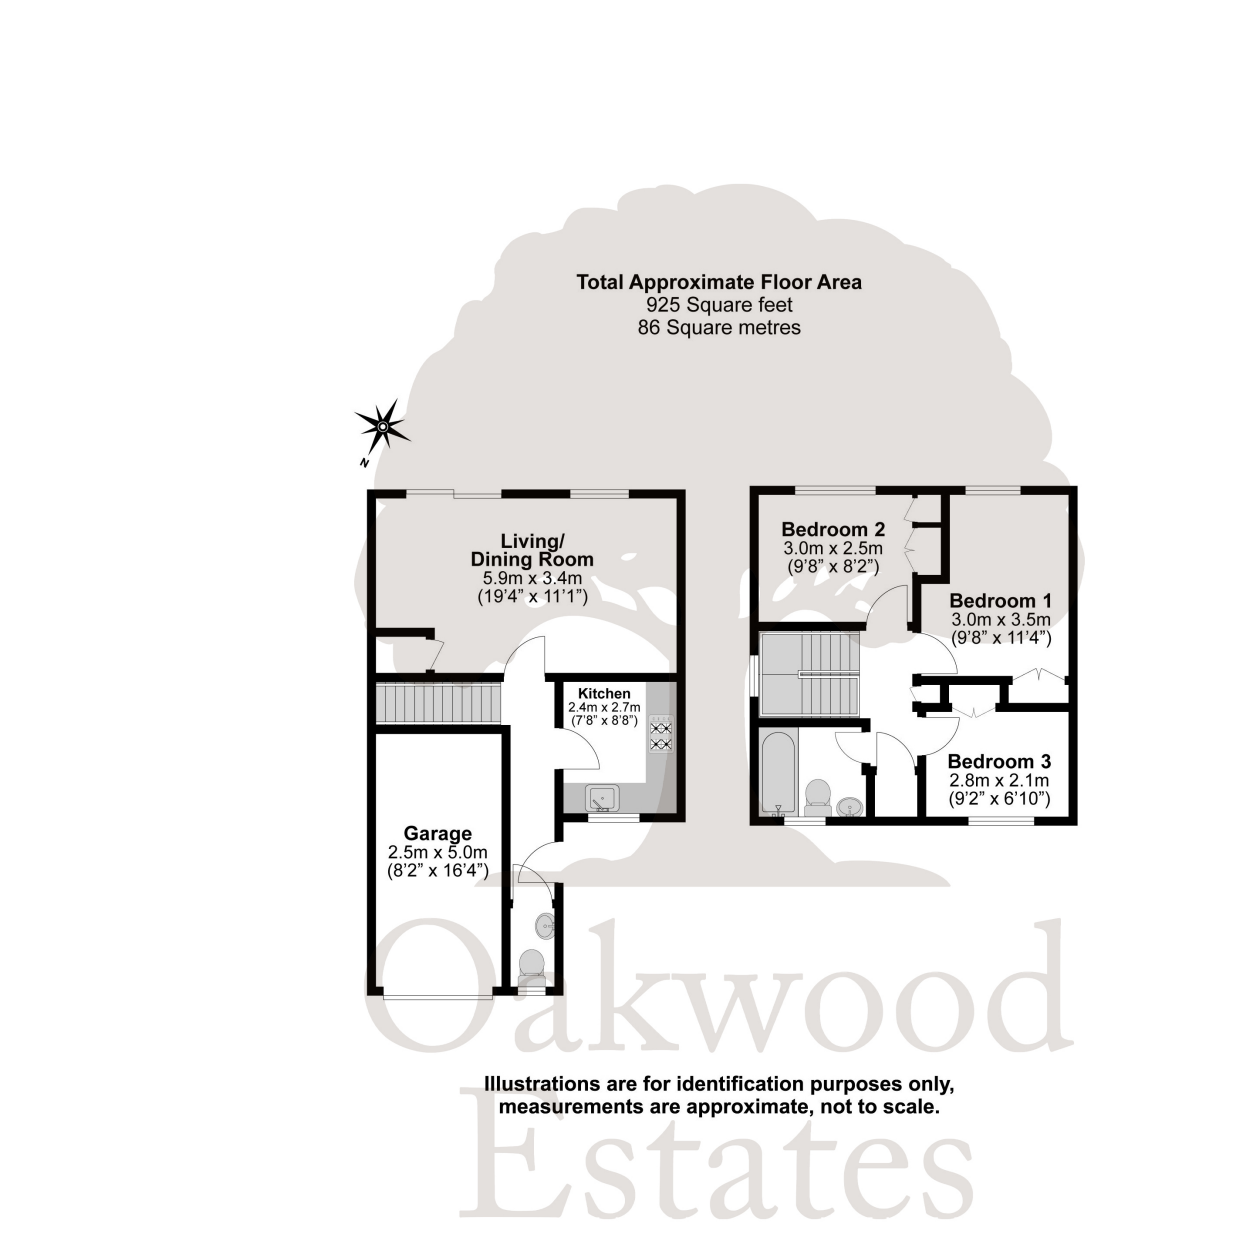 Total Approximate Floor Area
925 Square feet
86 Square metres
N
Living/
Dining Room
5.9m x 3.4m
(19’4” x 11’1”)
Kitchen
2.4m x 2.7m
(7’8” x 8’8”)
Garage
2.5m x 5.0m
(8’2” x 16’4”)
Bedroom 2
3.0m x 2.5m
(9’8” x 8’2”)
Bedroom 1
3.0m x 3.5m
(9’8” x 11’4”)
Bedroom 3
2.8m x 2.1m
(9’2” x 6’10”)
Oakwood
Estates
Illustrations are for identification purposes only,
measurements are approximate, not to scale.